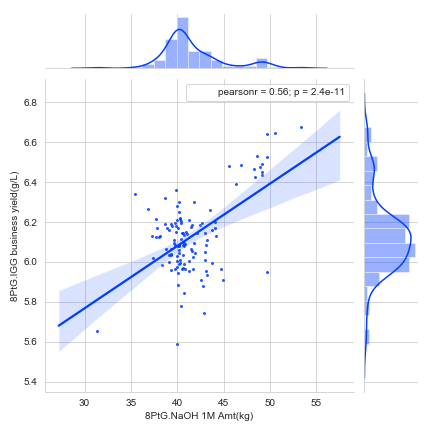 pearsonr = 0.56; p = 2.4e-11
6.8
6.6
6.4
6.2
6.0
5.8
5.6
5.4
8PtG.IGG business yield(g/L)
30 35 40 45 50 55
8PtG.NaOH 1M Amt(kg)